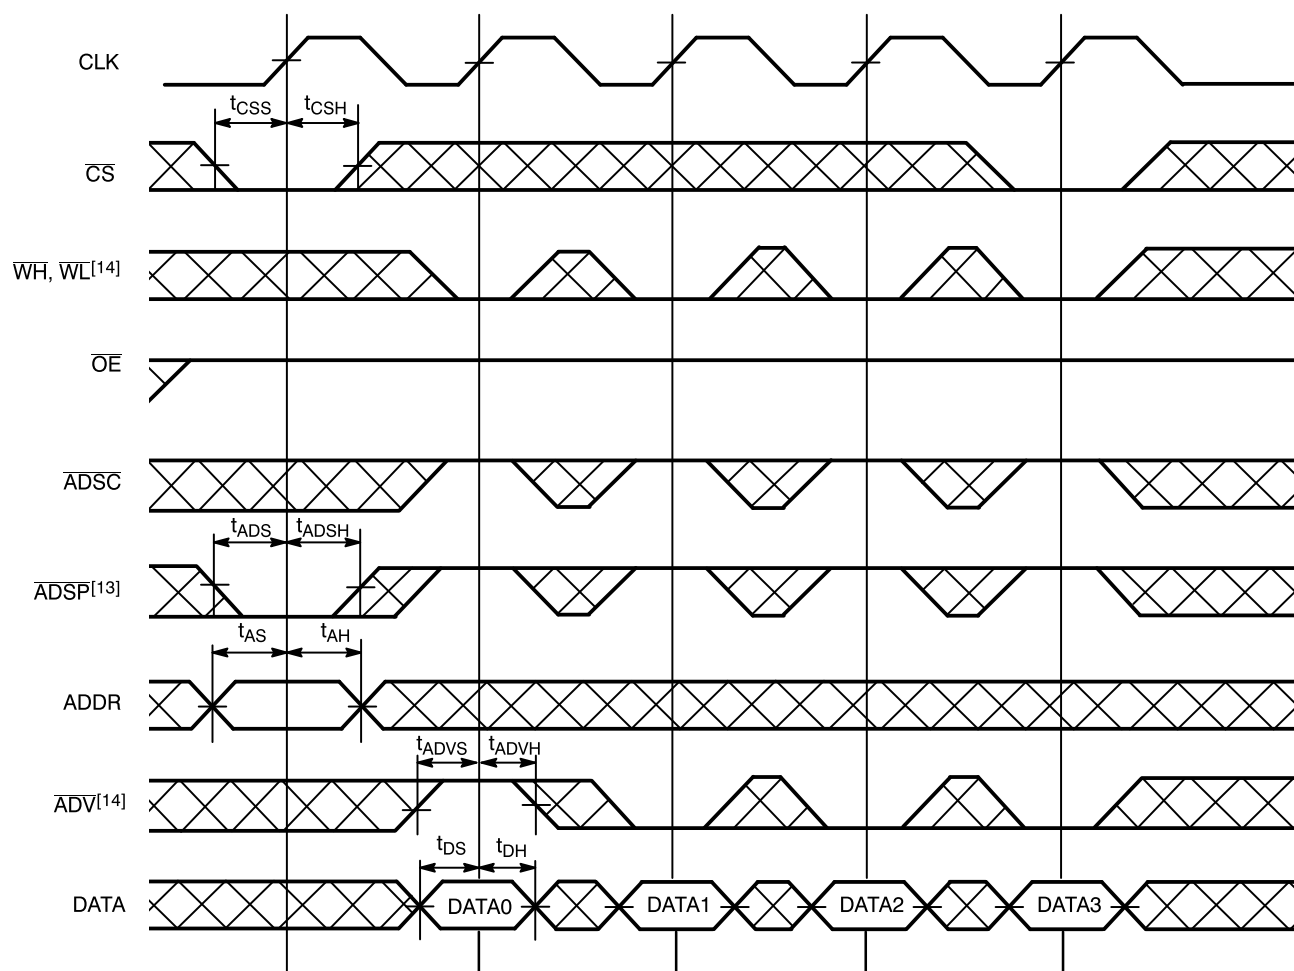 CLK
tCSS tCSH
CS
WH, WL[14]
OE
ADSC
tADS tADSH
ADSP[13]
tAS tAH
ADDR
tADVS tADVH
ADV[14]
tDS tDH
DATA DATA0 DATA1 DATA2 DATA3